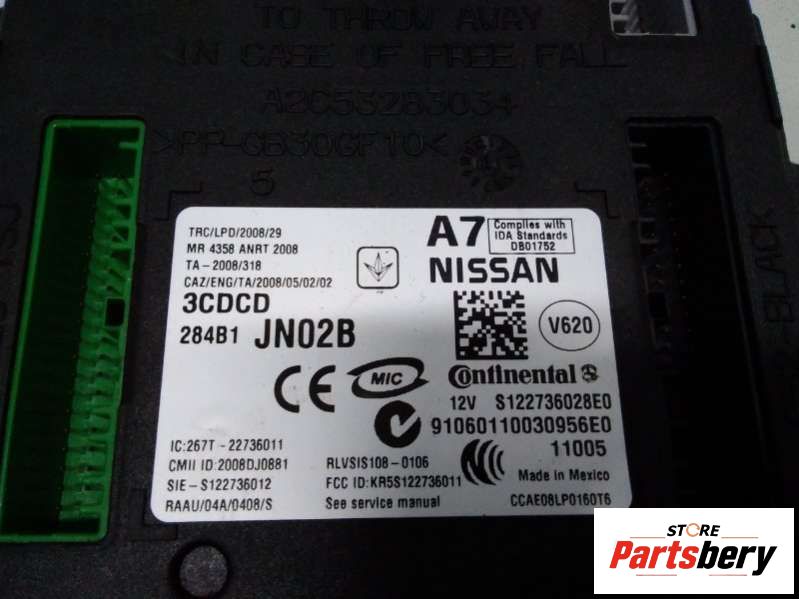 TO THROW AWAY
IN CASE OF FREE FALL
A2C53283034
>PP-GB30GF10<
5
TRC/LPD/2008/29
MR 4358 ANRT 2008
TA-2008/318
CAZ/ENG/TA/2008/05/02/02
A7
Complies with
IDA Standards
DB01752
NISSAN
3CDCD
284B1 JN02B
V620
CE
MIC
Continental
12V S122736028E0
91060110030956E0
11005
IC:267T-22736011
CMII ID:2008DJ0881
SIE-S122736012
RAAU/04A/0408/S
RLVSIS108-0106
FCC ID:KR5S122736011
See service manual
Made in Mexico
CCAE08LP0160T6
BLACK
STORE
Partsbery